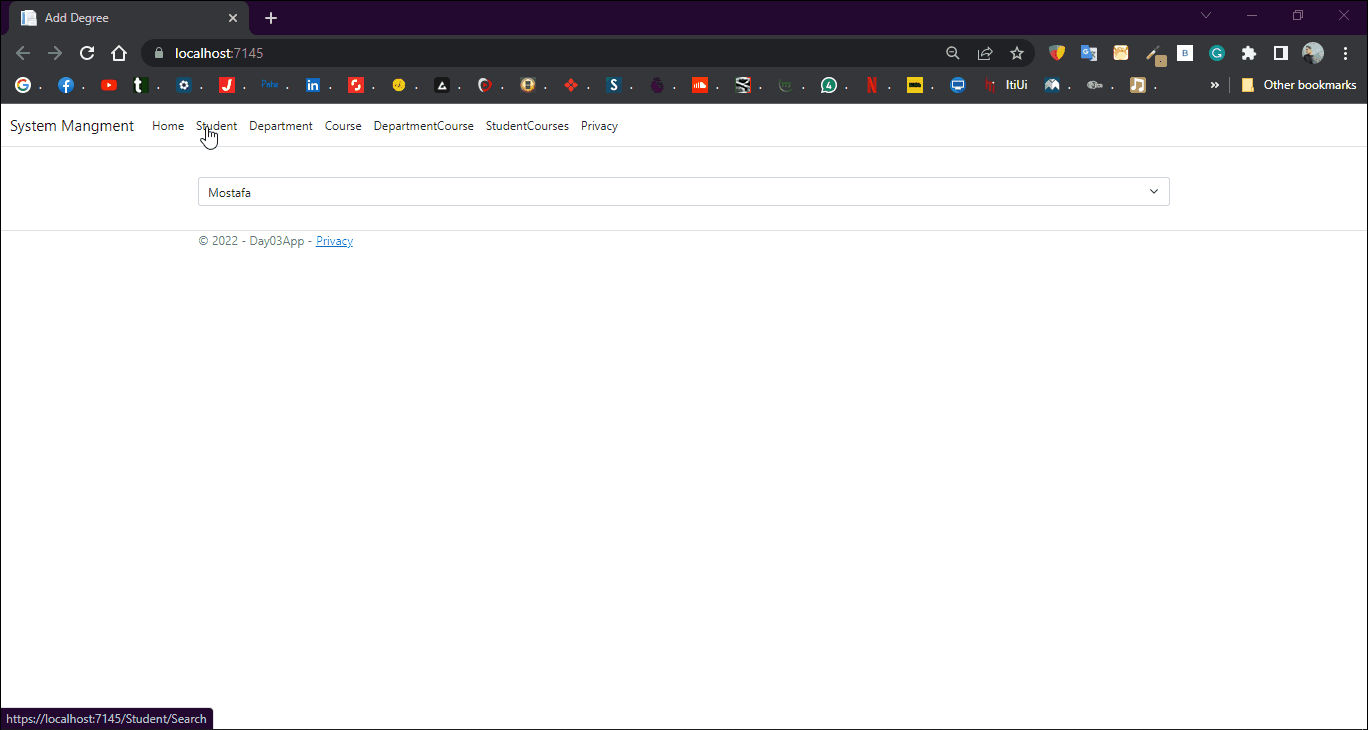 Add Degree
localhost:7145
ItiUi
Other bookmarks
System Mangment Home Student Department Course DepartmentCourse StudentCourses Privacy
Mostafa
© 2022 - Day03App - Privacy
https://localhost:7145/Student/Search